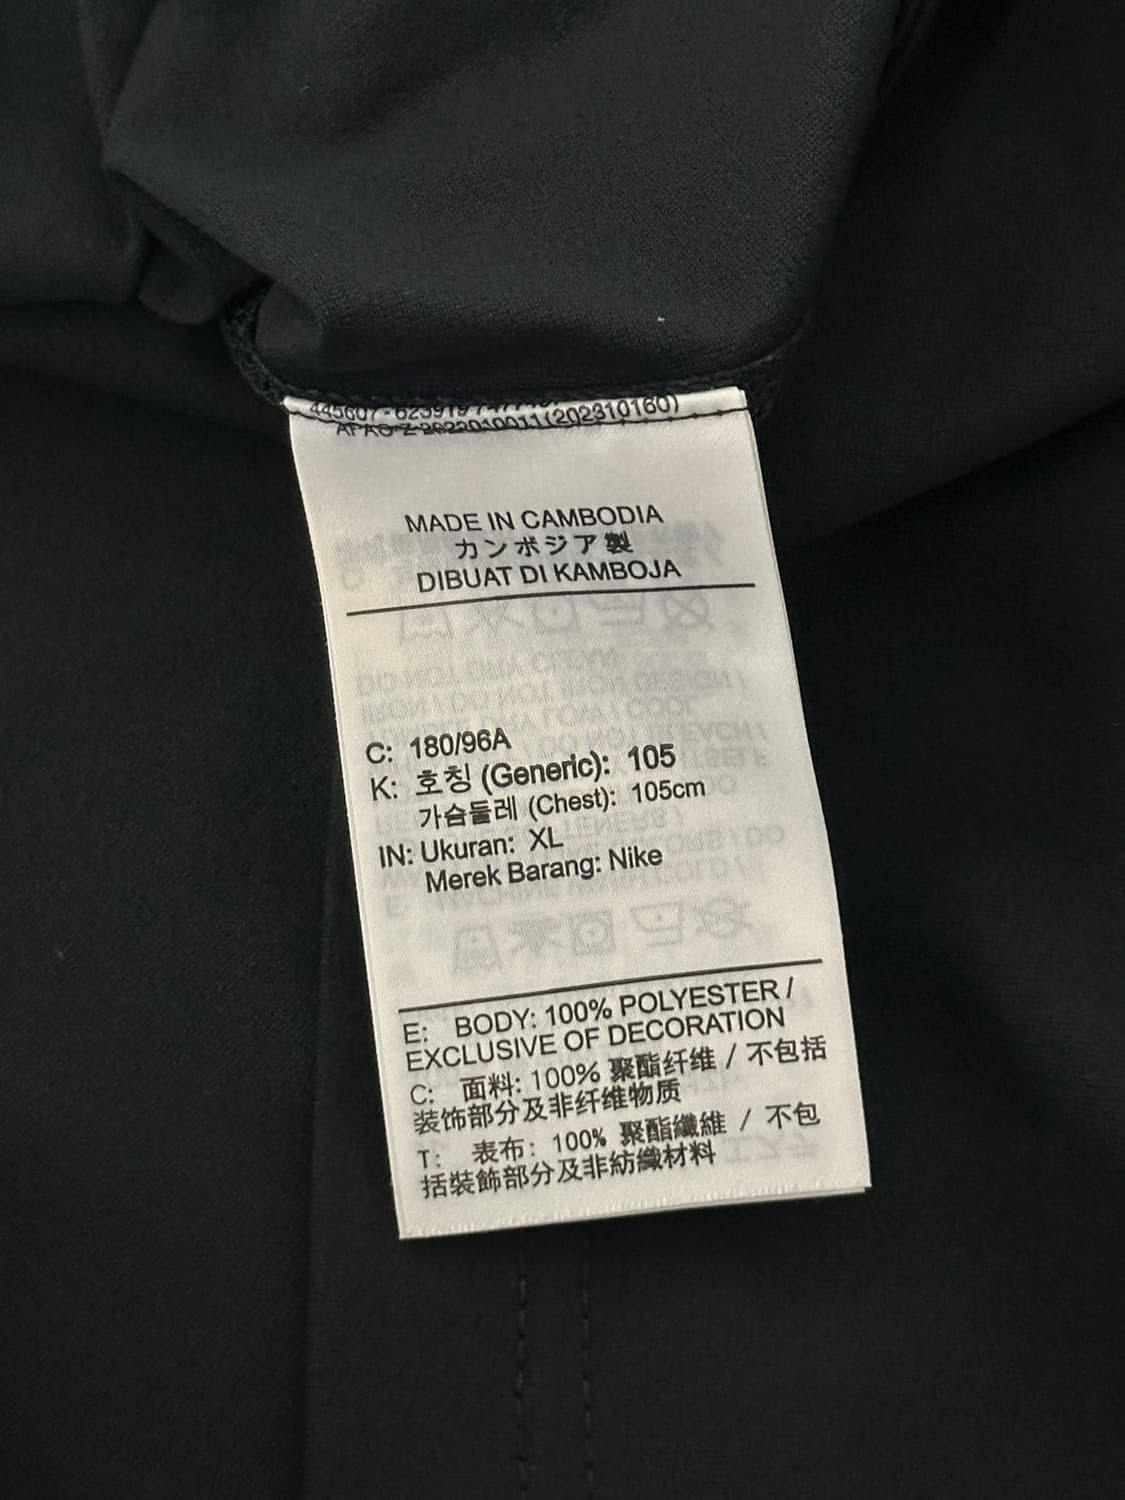 APAC-Z-2622010011(202310160)
MADE IN CAMBODIA
カンボジア製
DIBUAT DI KAMBOJA
C: 180/96A
K: 호칭 (Generic): 105
가슴둘레 (Chest): 105cm
IN: Ukuran: XL
Merek Barang: Nike
E: BODY: 100% POLYESTER /
EXCLUSIVE OF DECORATION
C: 面料: 100% 聚酯纤维 / 不包括
装饰部分及非纤维物质
T: 表布: 100% 聚酯纖維 / 不包
括裝飾部分及非紡織材料